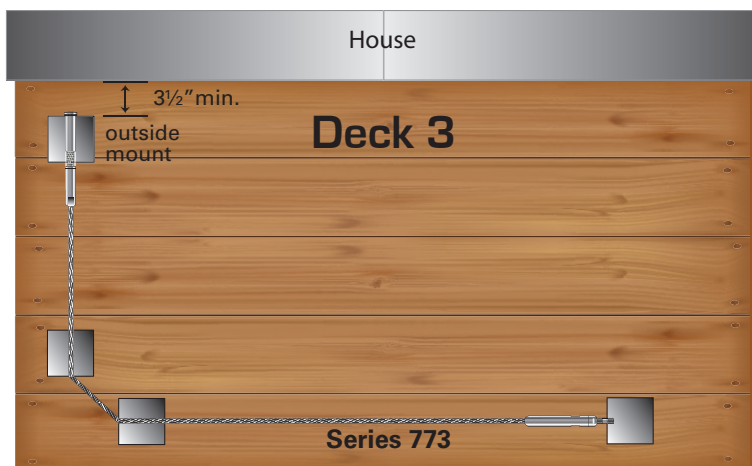 House
3½" min.
outside
mount
Deck 3
Series 773